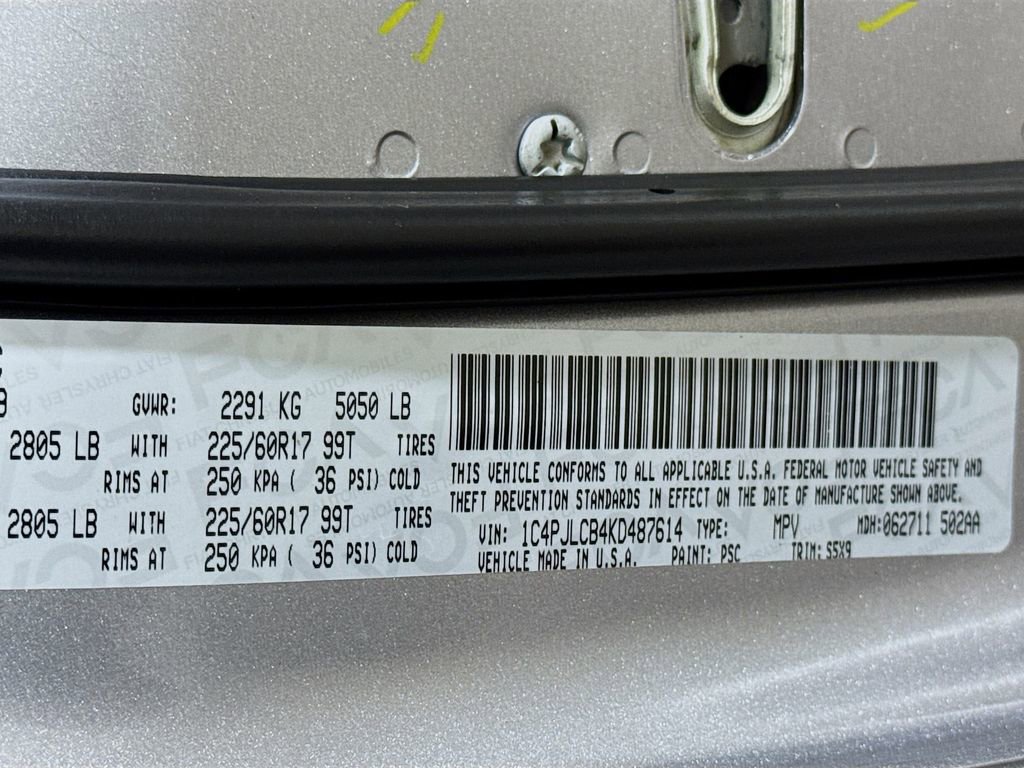 GVWR: 2291 KG 5050 LB
2805 LB WITH 225/60R17 99T TIRES
RIMS AT 250 KPA ( 36 PSI) COLD
2805 LB WITH 225/60R17 99T TIRES
RIMS AT 250 KPA ( 36 PSI) COLD
THIS VEHICLE CONFORMS TO ALL APPLICABLE U.S.A. FEDERAL MOTOR VEHICLE SAFETY AND
THEFT PREVENTION STANDARDS IN EFFECT ON THE DATE OF MANUFACTURE SHOWN ABOVE.
VIN: 1C4PJLCB4KD487614 TYPE: MPV MDH:062711 502AA
VEHICLE MADE IN U.S.A. PAINT: PSC TRIM: S5X9